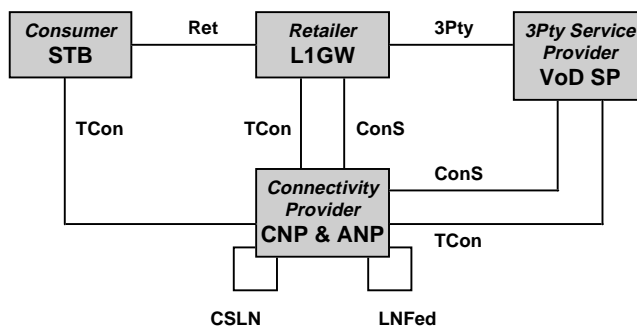 Consumer
STB
Ret
Retailer
L1GW
3Pty
3Pty Service
Provider
VoD SP
TCon
TCon
ConS
ConS
Connectivity
Provider
CNP & ANP
TCon
CSLN
LNFed